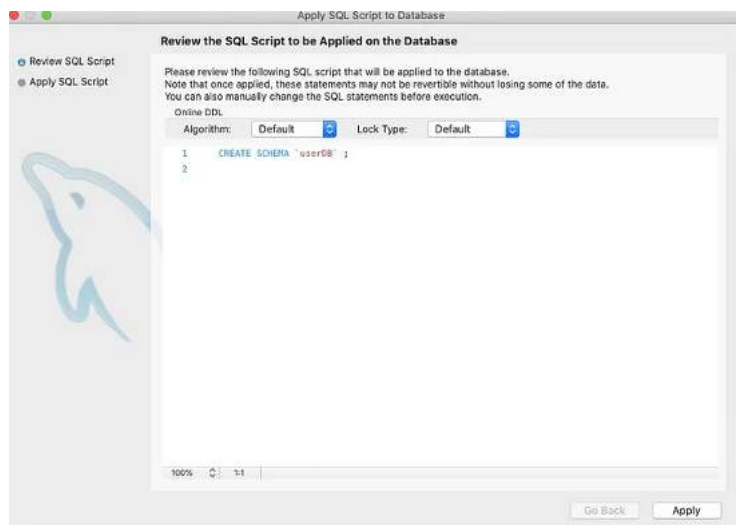 Apply SQL Script to Database
Review the SQL Script to be Applied on the Database
Review SQL Script
Apply SQL Script
Please review the following SQL script that will be applied to the database.
Note that once applied, these statements may not be revertible without losing some of the data.
You can also manually change the SQL statements before execution.
Online DDL
Algorithm: Default Lock Type: Default
1 CREATE SCHEMA `userDB` ;
2
100% 1:1
Go Back Apply